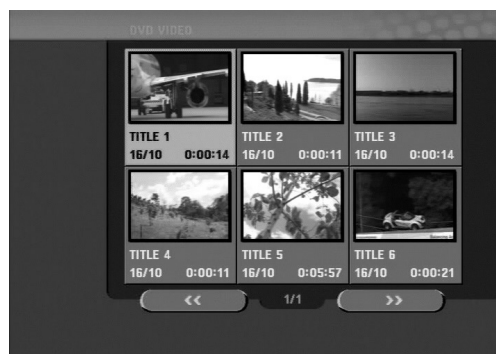 DVD VIDEO.
TITLE 1
16/10 0:00:14
TITLE 2
16/10 0:00:11
TITLE 3
16/10 0:00:14
TITLE 4
16/10 0:00:11
TITLE 5
16/10 0:05:57
TITLE 6
16/10 0:00:21
<< 1/1 >>